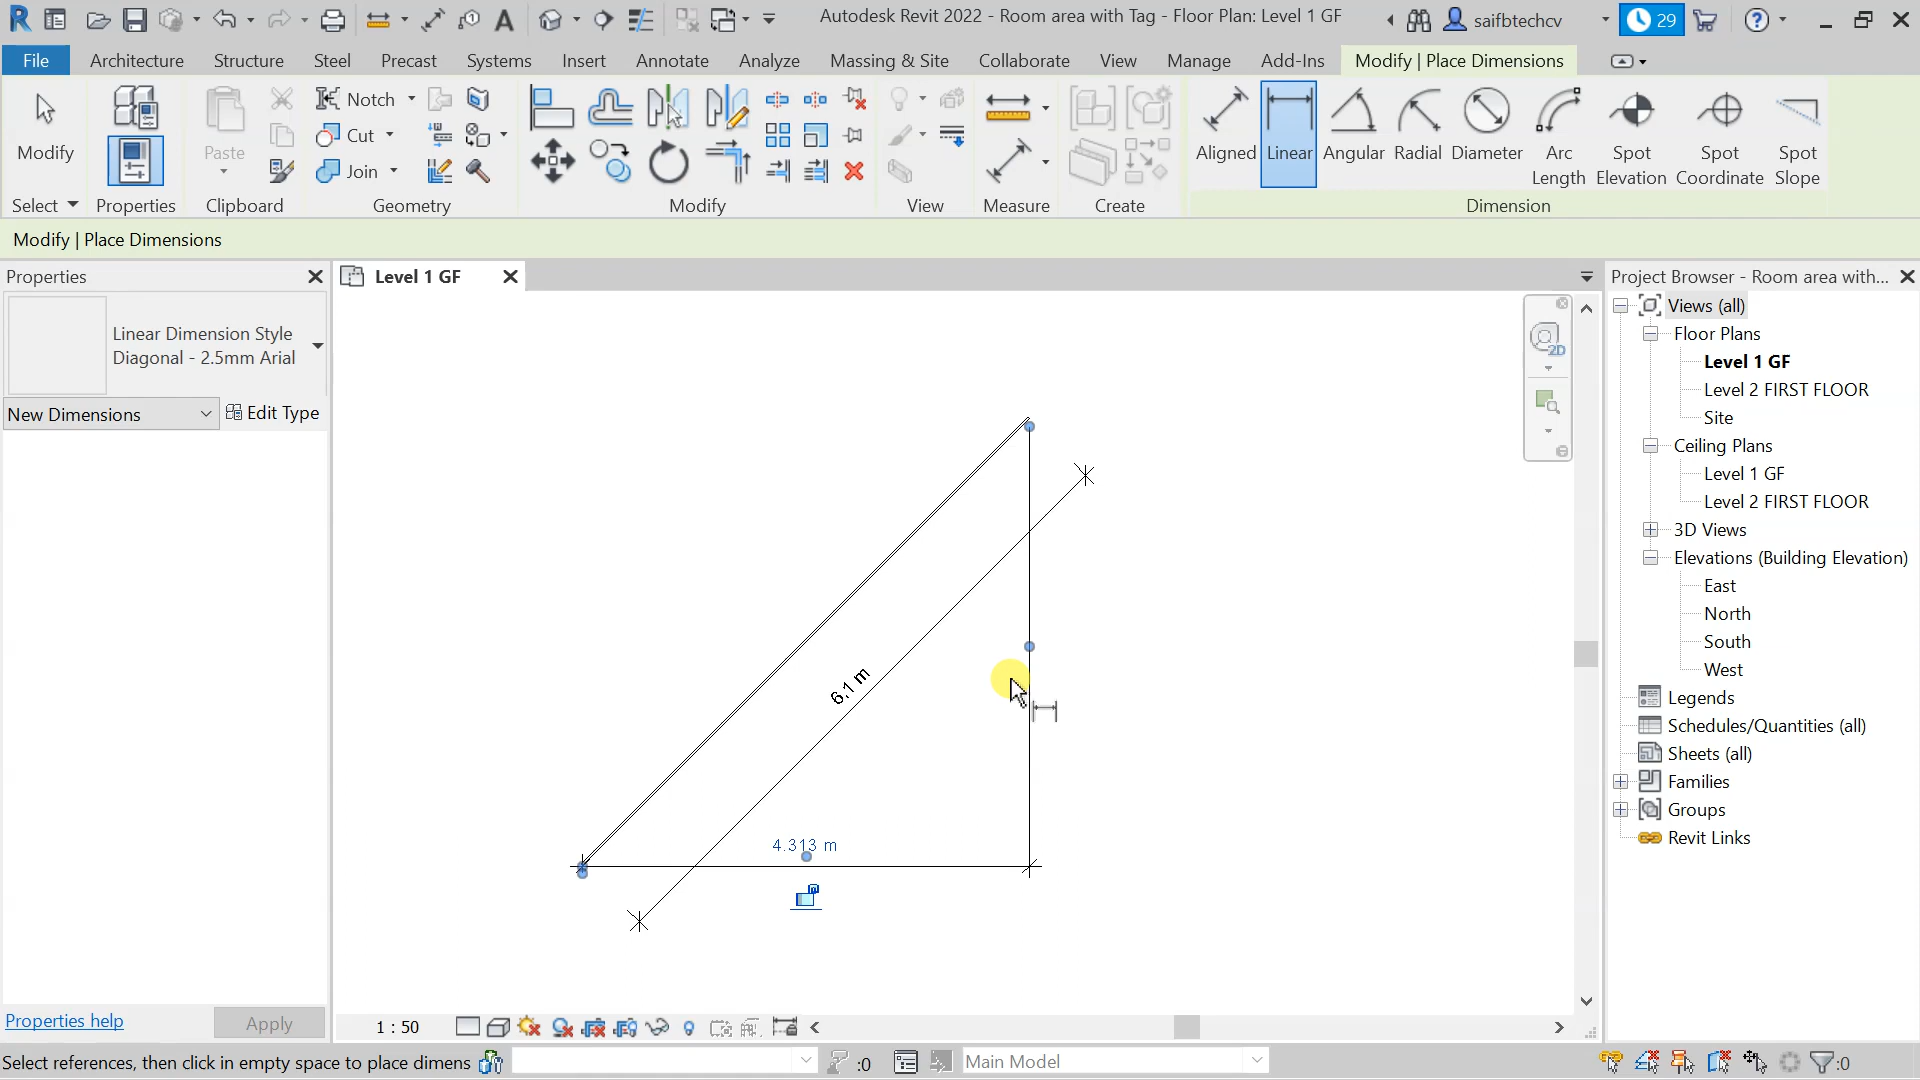 Autodesk Revit 2022 - Room area with Tag - Floor Plan: Level 1 GF
saifbtechcv
29
File Architecture Structure Steel Precast Systems Insert Annotate Analyze Massing & Site Collaborate View Manage Add-Ins Modify | Place Dimensions
Modify
Paste
Notch
Cut
Join
Aligned Linear Angular Radial Diameter Arc Length Spot Elevation Spot Coordinate Spot Slope
Select Properties Clipboard Geometry Modify View Measure Create Dimension
Modify | Place Dimensions
Properties
Linear Dimension Style
Diagonal - 2.5mm Arial
New Dimensions
Edit Type
Properties help
Apply
Level 1 GF
2D
6.1 m
4.313 m
1 : 50
Project Browser - Room area with...
Views (all)
Floor Plans
Level 1 GF
Level 2 FIRST FLOOR
Site
Ceiling Plans
Level 1 GF
Level 2 FIRST FLOOR
3D Views
Elevations (Building Elevation)
East
North
South
West
Legends
Schedules/Quantities (all)
Sheets (all)
Families
Groups
Revit Links
Select references, then click in empty space to place dimens
:0
Main Model
:0